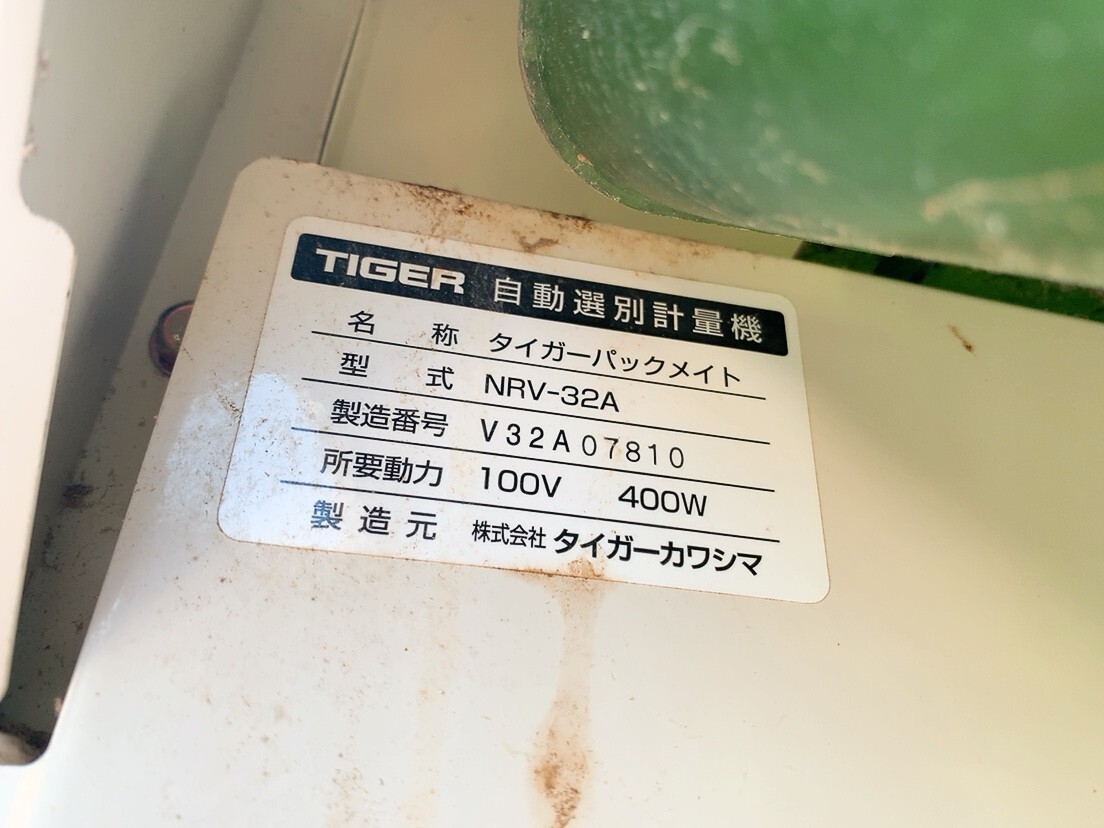 TIGER 自動選別計量機
名称 タイガーパックメイト
型式 NRV-32A
製造番号 V32A07810
所要動力 100V 400W
製造元 株式会社 タイガーカワシマ